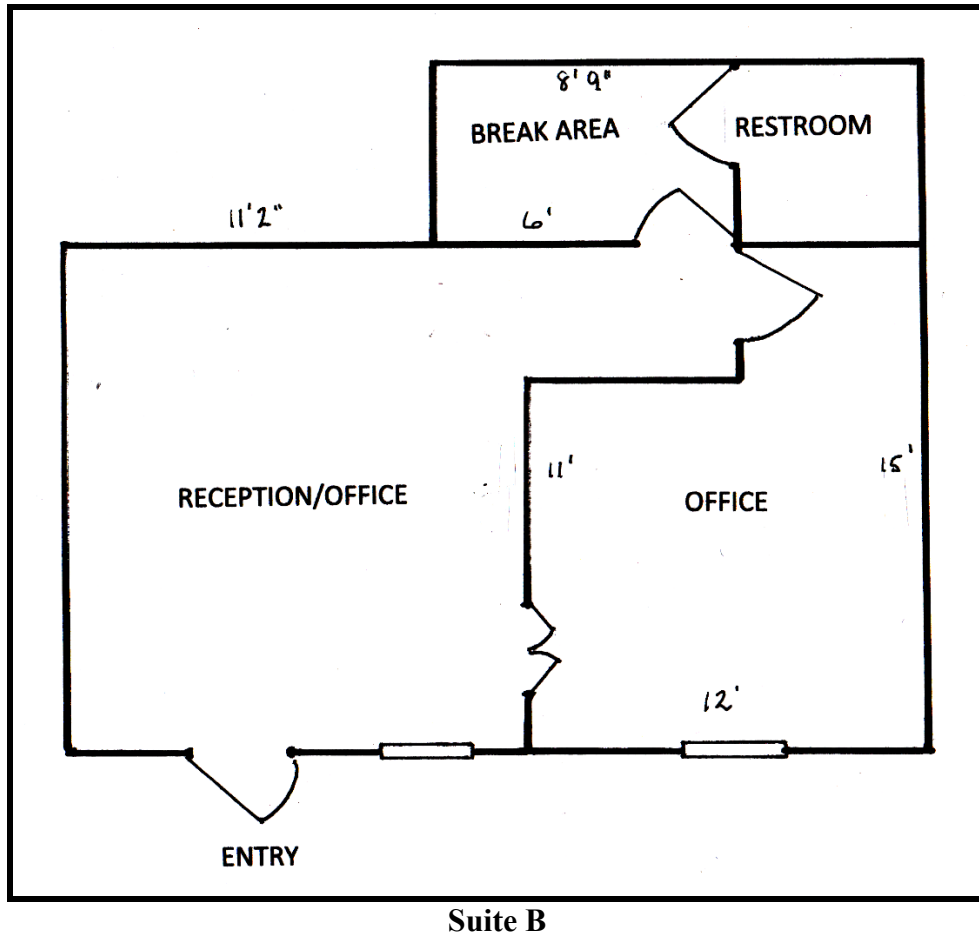 8' 9"
BREAK AREA
RESTROOM
11'2"
6'
11'
15'
RECEPTION/OFFICE
OFFICE
12'
ENTRY
Suite B